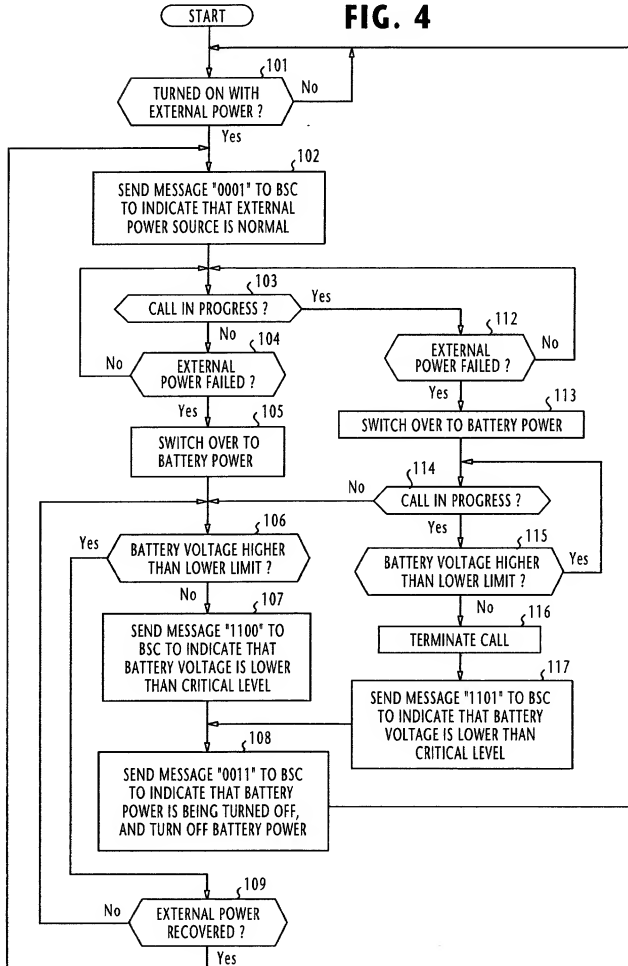 FIG. 4
START
101
TURNED ON WITH
EXTERNAL POWER ?
No
Yes
102
SEND MESSAGE "0001" TO BSC
TO INDICATE THAT EXTERNAL
POWER SOURCE IS NORMAL
103
CALL IN PROGRESS ?
Yes
No
104
EXTERNAL
POWER FAILED ?
No
Yes
105
SWITCH OVER TO
BATTERY POWER
112
EXTERNAL
POWER FAILED ?
No
Yes
113
SWITCH OVER TO BATTERY POWER
114
CALL IN PROGRESS ?
No
Yes
115
BATTERY VOLTAGE HIGHER
THAN LOWER LIMIT ?
Yes
No
116
TERMINATE CALL
117
SEND MESSAGE "1101" TO BSC
TO INDICATE THAT BATTERY
VOLTAGE IS LOWER THAN
CRITICAL LEVEL
106
BATTERY VOLTAGE HIGHER
THAN LOWER LIMIT ?
Yes
No
107
SEND MESSAGE "1100" TO
BSC TO INDICATE THAT
BATTERY VOLTAGE IS LOWER
THAN CRITICAL LEVEL
108
SEND MESSAGE "0011" TO BSC
TO INDICATE THAT BATTERY
POWER IS BEING TURNED OFF,
AND TURN OFF BATTERY POWER
109
EXTERNAL POWER
RECOVERED ?
No
Yes